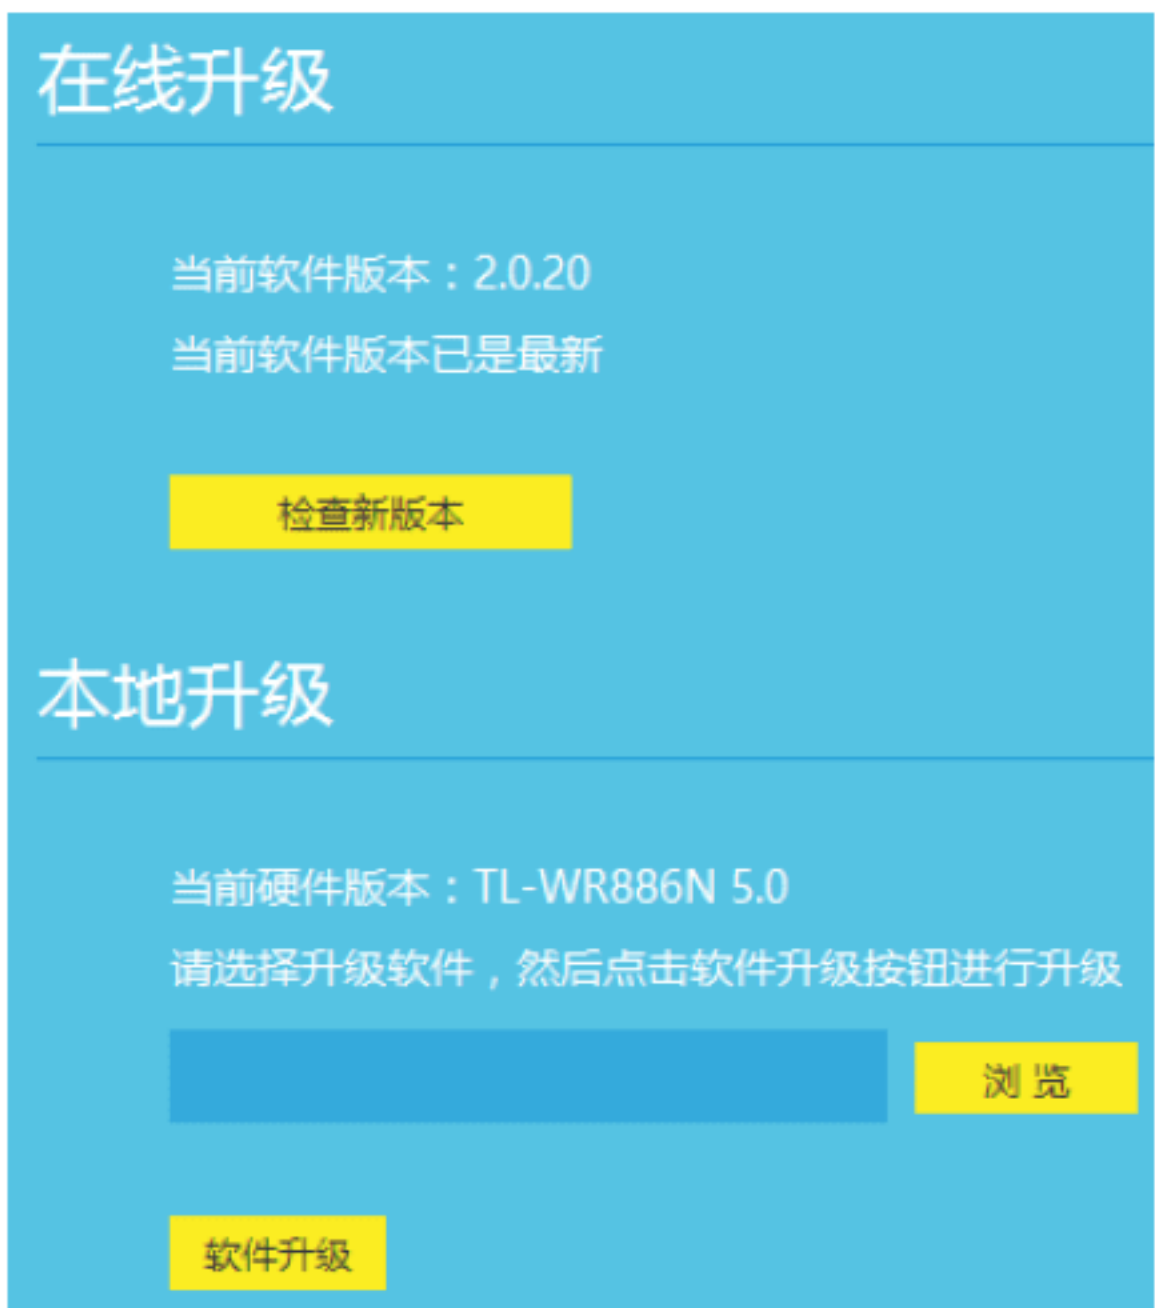 在线升级
当前软件版本：2.0.20
当前软件版本已是最新
检查新版本
本地升级
当前硬件版本：TL-WR886N 5.0
请选择升级软件，然后点击软件升级按钮进行升级
浏 览
软件升级